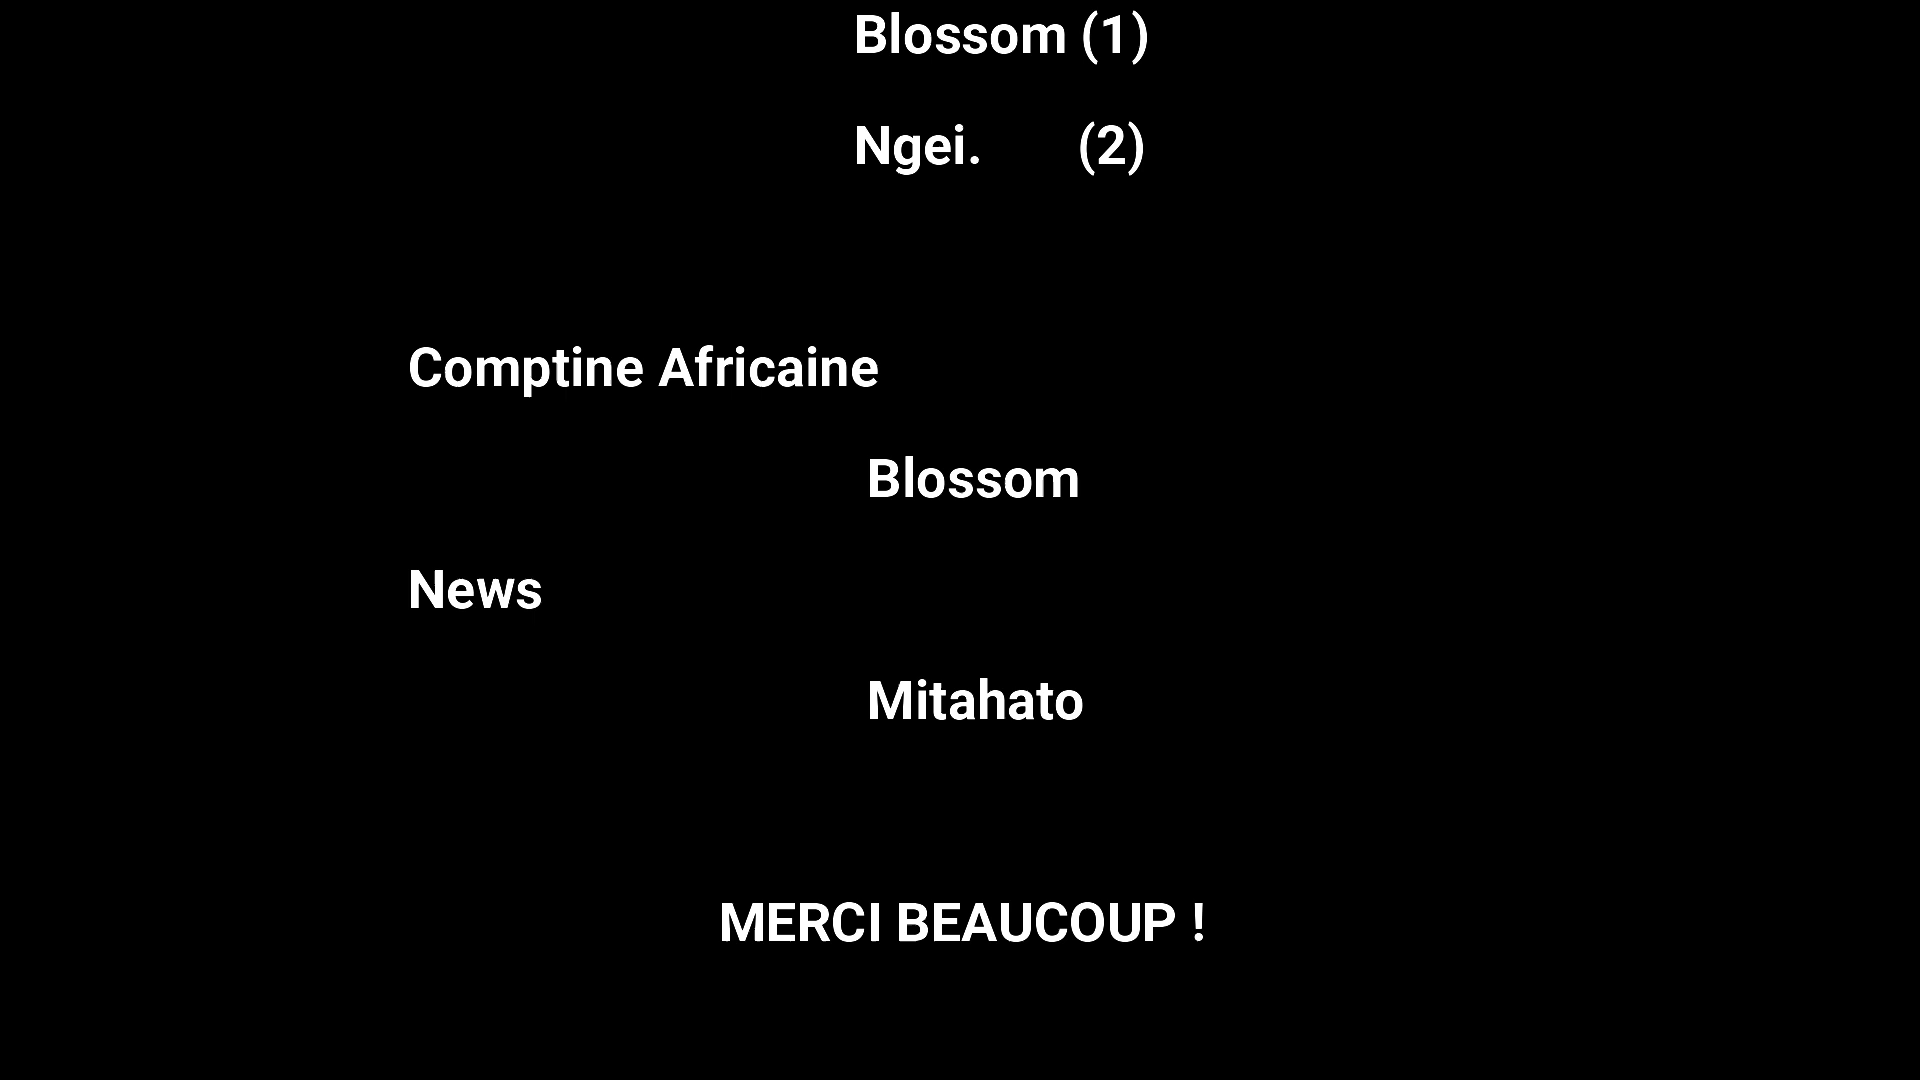 Blossom (1)
Ngei. (2)
Comptine Africaine
Blossom
News
Mitahato
MERCI BEAUCOUP !